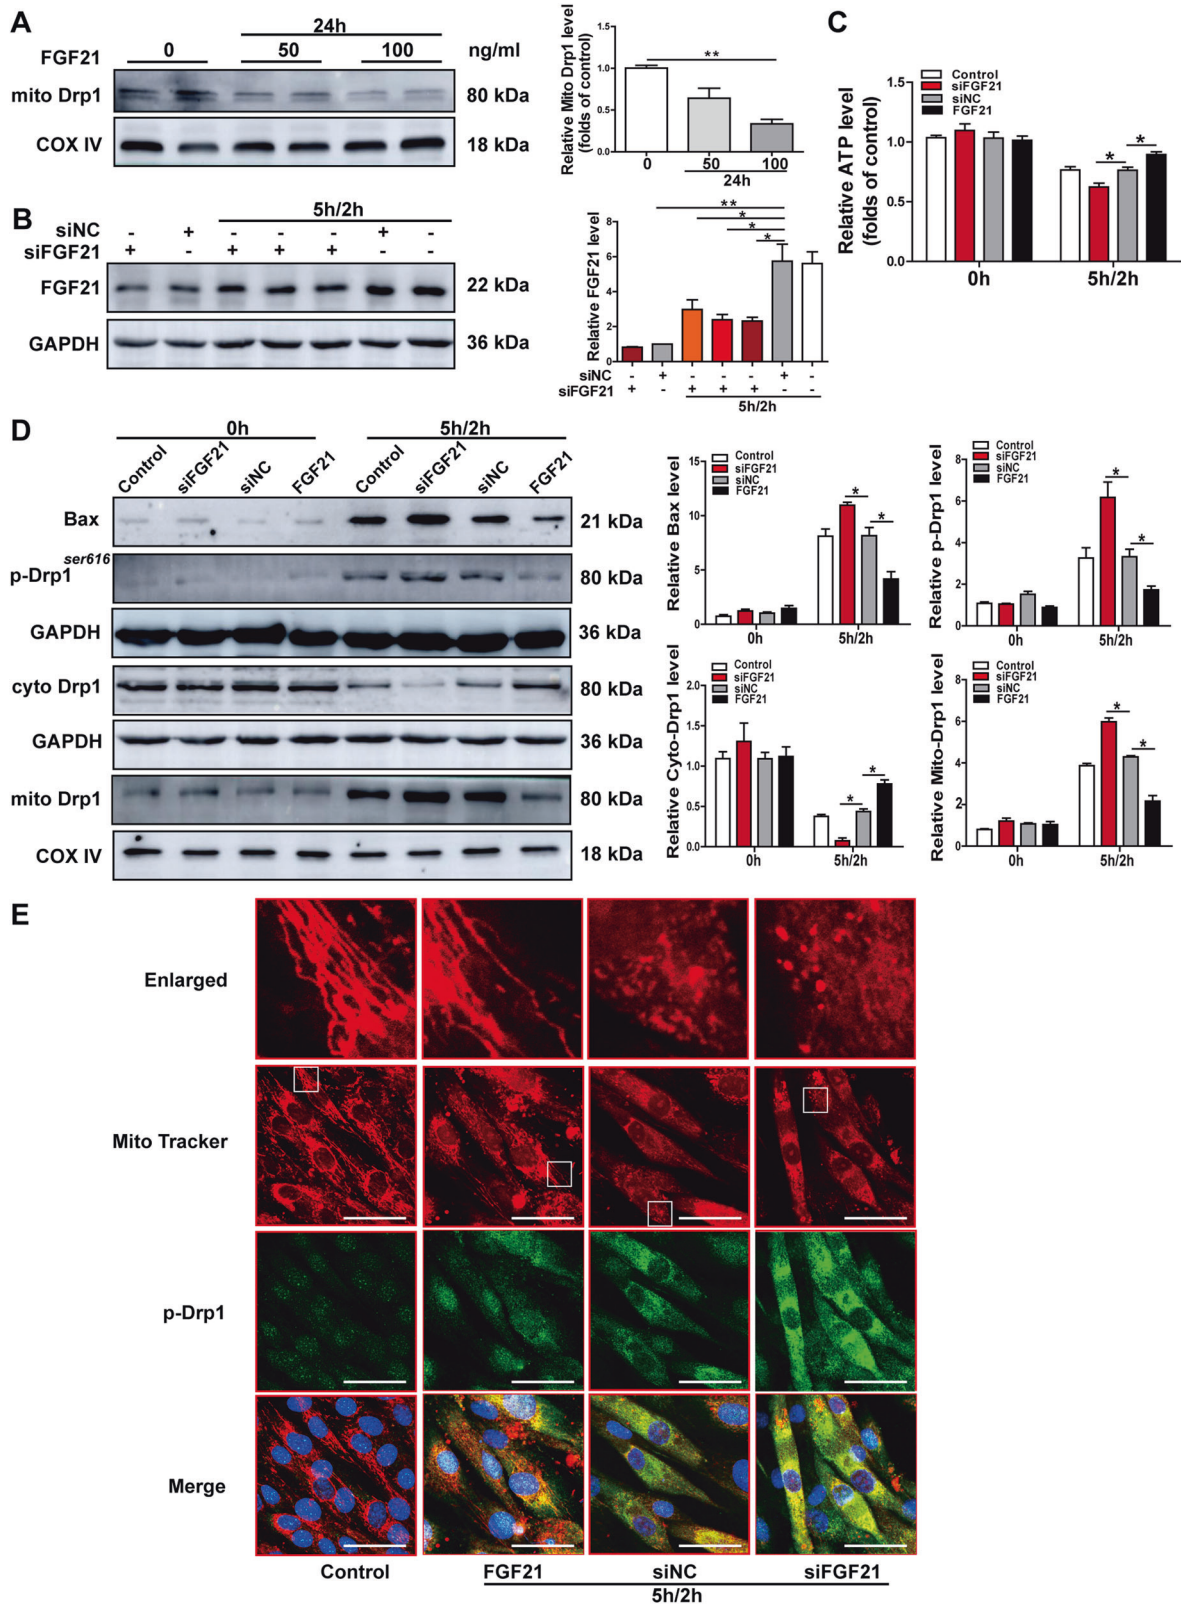 A
24h
FGF21 0 50 100 ng/ml
mito Drp1 80 kDa
COX IV 18 kDa
Relative Mito Drp1 level
(folds of control)
1.5
1.0
0.5
0.0
**
0 50 100
24h
B
5h/2h
siNC - + - - - + -
siFGF21 + - + + + - -
FGF21 22 kDa
GAPDH 36 kDa
Relative FGF21 level
8
6
4
2
0
**
*
*
*
siNC - + - - - + -
siFGF21 + - + + + - -
5h/2h
C
Relative ATP level
(folds of control)
1.5
1.0
0.5
0.0
Control
siFGF21
siNC
FGF21
* *
0h 5h/2h
D
0h 5h/2h
Control siFGF21 siNC FGF21 Control siFGF21 siNC FGF21
Bax 21 kDa
p-Drp1 ser616 80 kDa
GAPDH 36 kDa
cyto Drp1 80 kDa
GAPDH 36 kDa
mito Drp1 80 kDa
COX IV 18 kDa
Relative Bax level
15
10
5
0
Control
siFGF21
siNC
FGF21
*
*
0h 5h/2h
Relative p-Drp1 level
8
6
4
2
0
Control
siFGF21
siNC
FGF21
*
*
0h 5h/2h
Relative Cyto-Drp1 level
2.0
1.5
1.0
0.5
0.0
Control
siFGF21
siNC
FGF21
*
*
0h 5h/2h
Relative Mito-Drp1 level
8
6
4
2
0
Control
siFGF21
siNC
FGF21
*
*
0h 5h/2h
E
Enlarged
Mito Tracker
p-Drp1
Merge
Control FGF21 siNC siFGF21
5h/2h